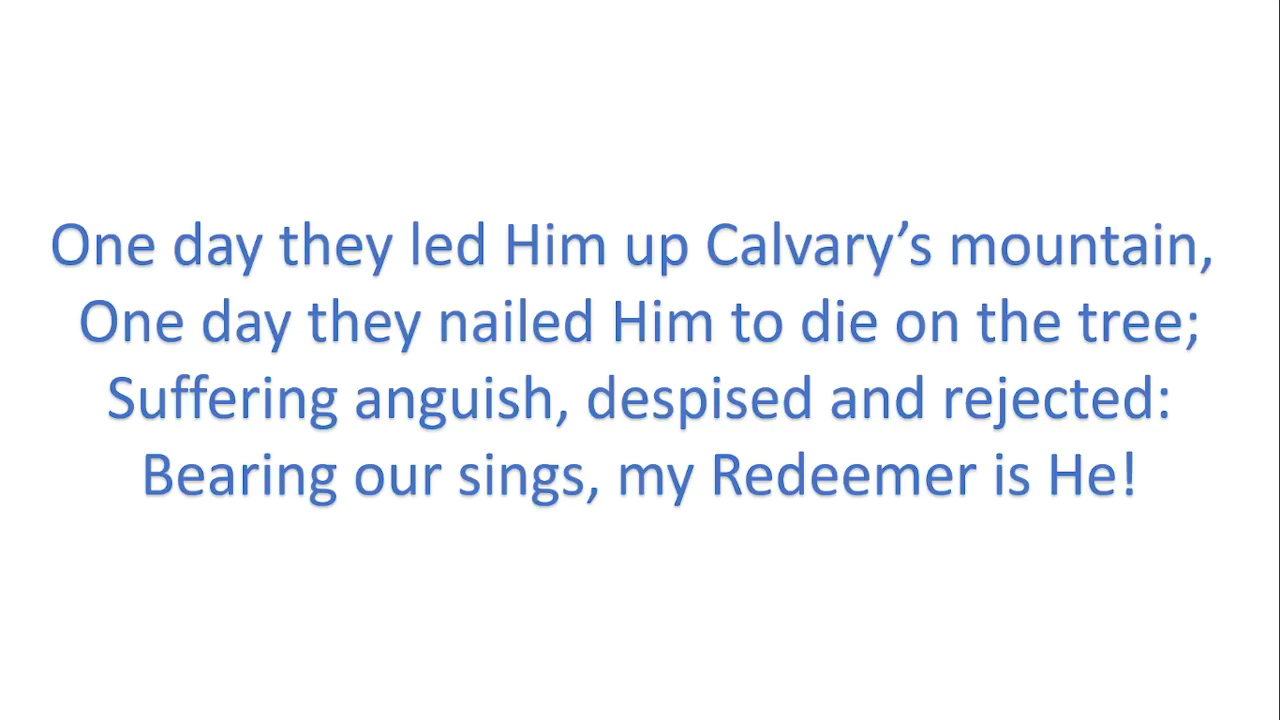 One day they led Him up Calvary’s mountain,
One day they nailed Him to die on the tree;
Suffering anguish, despised and rejected:
Bearing our sings, my Redeemer is He!